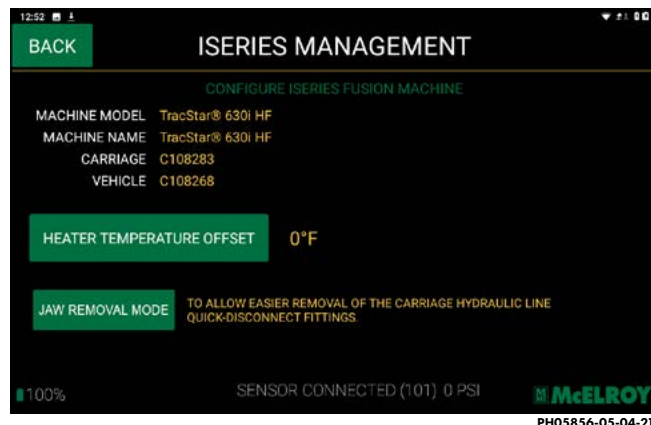 12:52
BACK
ISERIES MANAGEMENT
CONFIGURE ISERIES FUSION MACHINE
MACHINE MODEL TracStar® 630i HF
MACHINE NAME TracStar® 630i HF
CARRIAGE C108283
VEHICLE C108268
HEATER TEMPERATURE OFFSET 0°F
JAW REMOVAL MODE
TO ALLOW EASIER REMOVAL OF THE CARRIAGE HYDRAULIC LINE
QUICK-DISCONNECT FITTINGS.
100% SENSOR CONNECTED (101) 0 PSI McELROY
PH05856-05-04-21